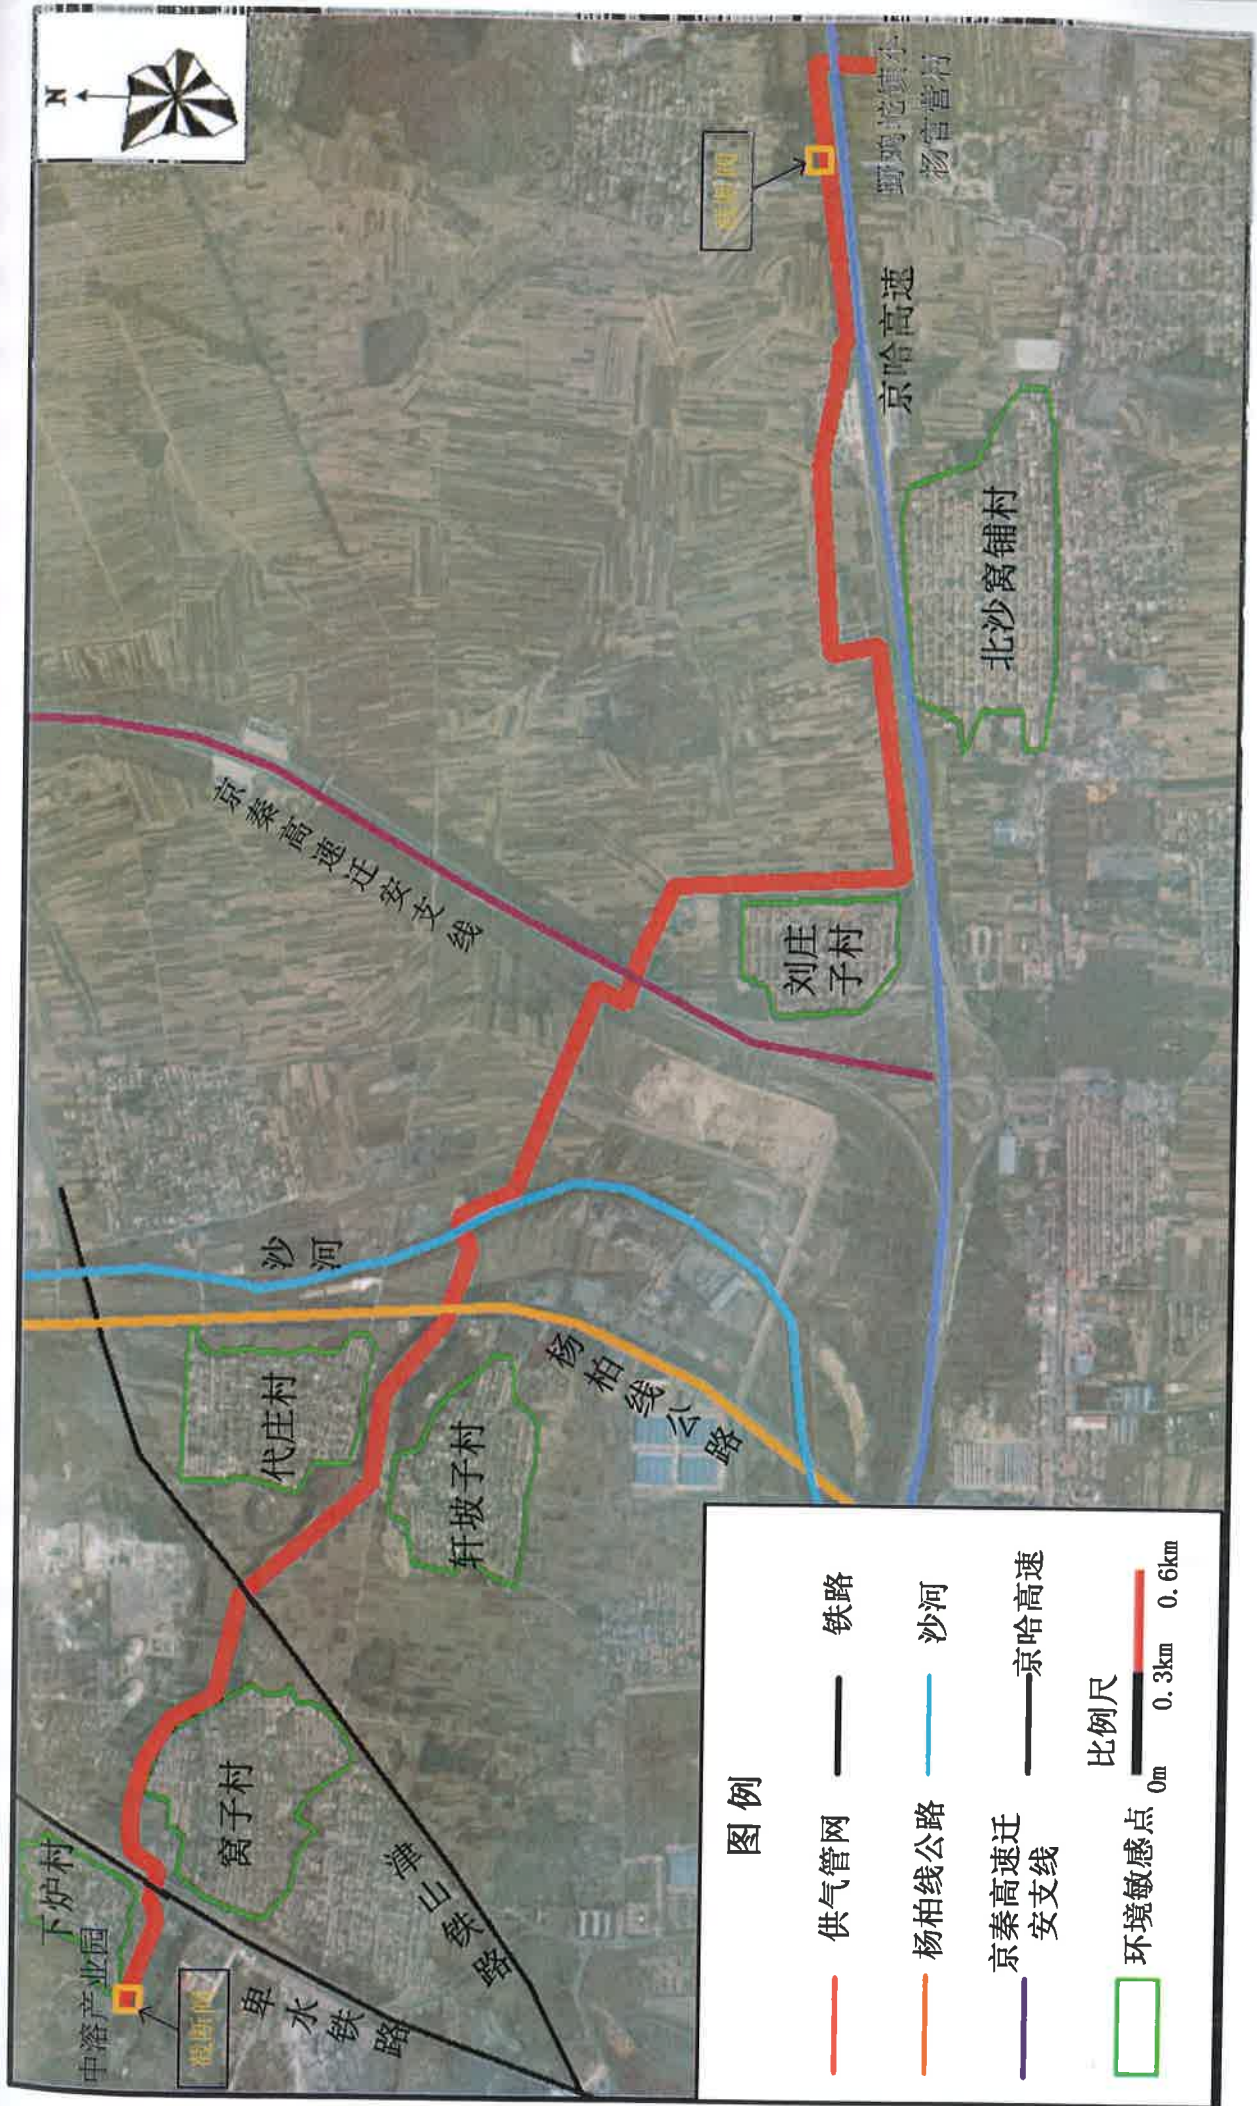 N
下炉村
中溶产业园
截断阀
卑水铁路
窝子村
津山铁路
代庄村
轩坡子村
沙河
杨柏线公路
京秦高速迁安支线
刘庄
子村
北沙窝铺村
京哈高速
截断阀
野鸡坨镇小
杨官营村
图例
供气管网
铁路
杨柏线公路
沙河
京秦高速迁
安支线
京哈高速
环境敏感点
比例尺
0m
0.3km
0.6km